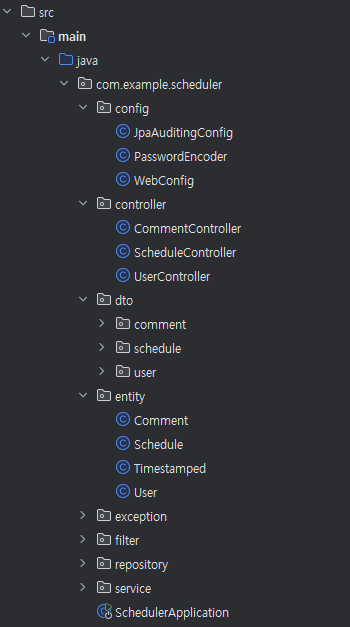 src
main
java
com.example.scheduler
config
JpaAuditingConfig
PasswordEncoder
WebConfig
controller
CommentController
ScheduleController
UserController
dto
comment
schedule
user
entity
Comment
Schedule
Timestamped
User
exception
filter
repository
service
SchedulerApplication